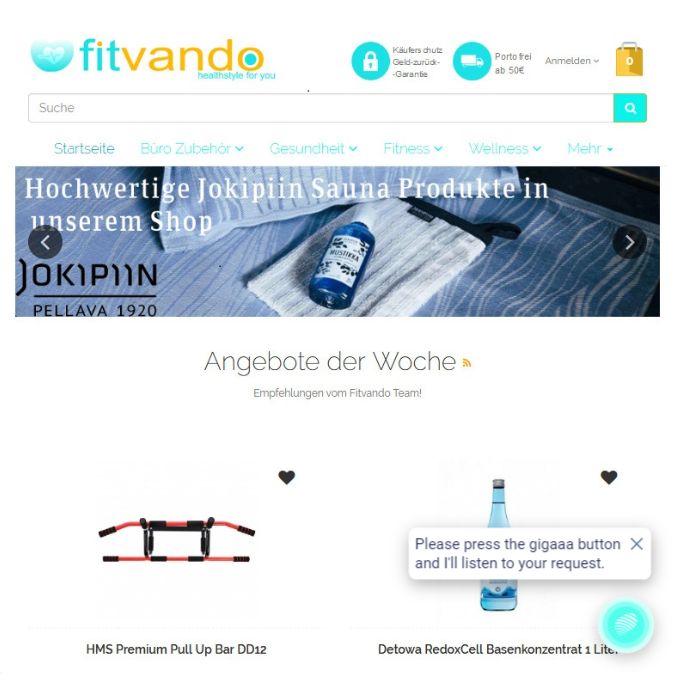 fitvando
healthstyle for you
Käuferschutz
Geld-zurück-
-Garantie
Porto frei
ab 50€
Anmelden
0
Suche
Startseite Büro Zubehör Gesundheit Fitness Wellness Mehr
Hochwertige Jokipiin Sauna Produkte in
unserem Shop
JOKIPIIN
PELLAVA 1920
MUSTIKKA
Angebote der Woche
Empfehlungen vom Fitvando Team!
Please press the gigaaa button
and I'll listen to your request.
HMS Premium Pull Up Bar DD12
Detowa RedoxCell Basenkonzentrat 1 Liter